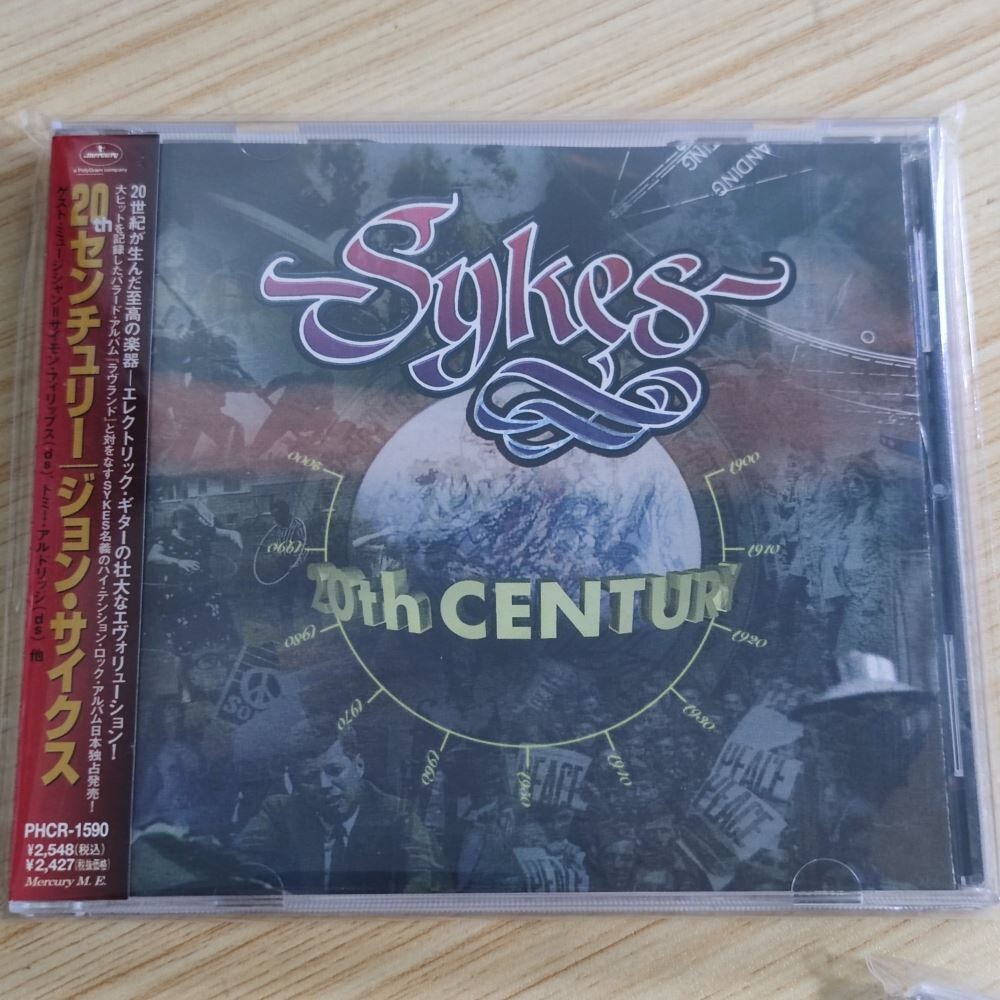 Mercury
a PolyGram company
20thセンチュリー|ジョン・サイクス
20世紀が生んだ至高の楽器―エレクトリック・ギターの壮大なエヴォリューション!
大ヒットを記録したバラード・アルバム「ラヴランド」と対をなすSYKES名義のハイ・テンション・ロック・アルバム日本独占発売!
ゲスト・ミュージシャン=サイモン・フィリップス(ds)、トミー・アルドリッジ(ds) 他
PHCR-1590
¥2,548(税込)
¥2,427(税抜価格)
Mercury M. E.
ANDING
Sykes
20th CENTURY
1900
1910
1920
1930
1940
1950
1960
1970
1980
1990
2000
PEACE
PEACE
PEACE
PEACE